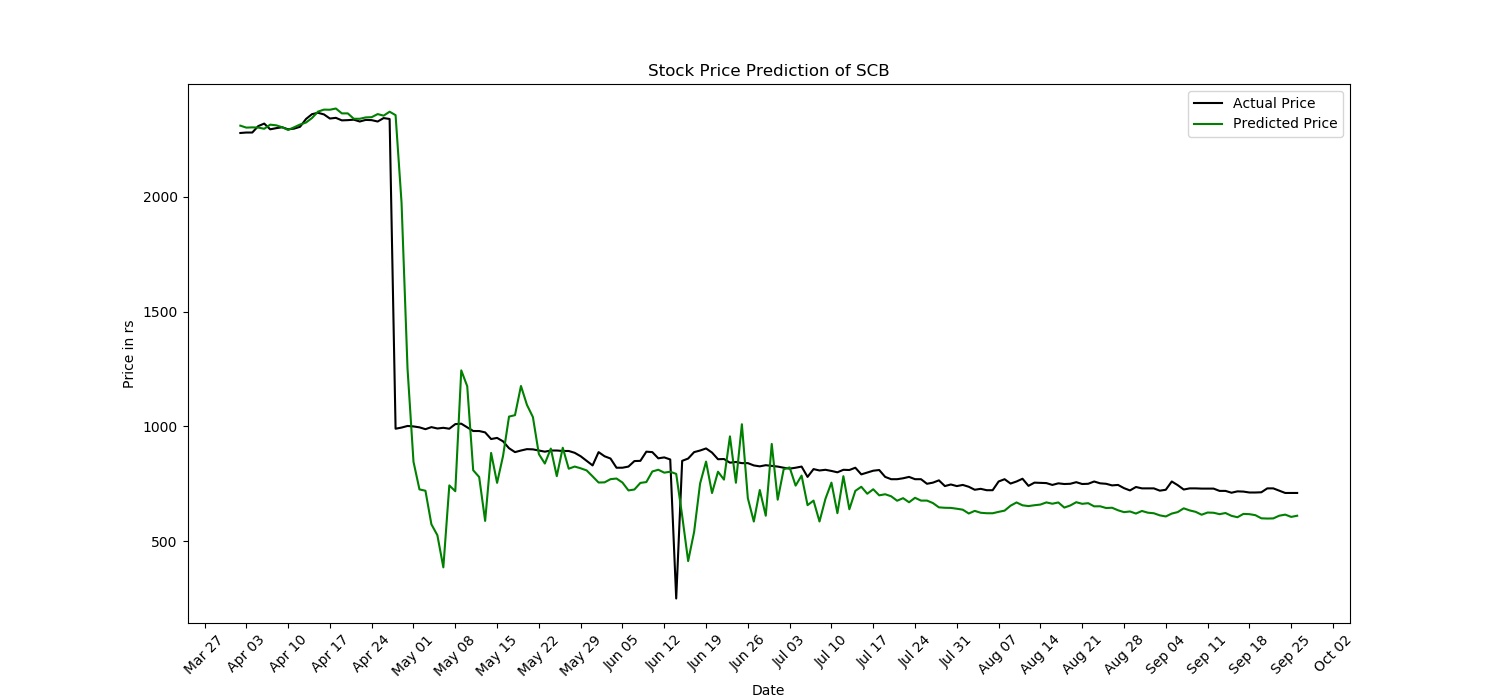 Stock Price Prediction of SCB
Actual Price
Predicted Price
Price in rs
2000
1500
1000
500
Mar 27
Apr 03
Apr 10
Apr 17
Apr 24
May 01
May 08
May 15
May 22
May 29
Jun 05
Jun 12
Jun 19
Jun 26
Jul 03
Jul 10
Jul 17
Jul 24
Jul 31
Aug 07
Aug 14
Aug 21
Aug 28
Sep 04
Sep 11
Sep 18
Sep 25
Oct 02
Date